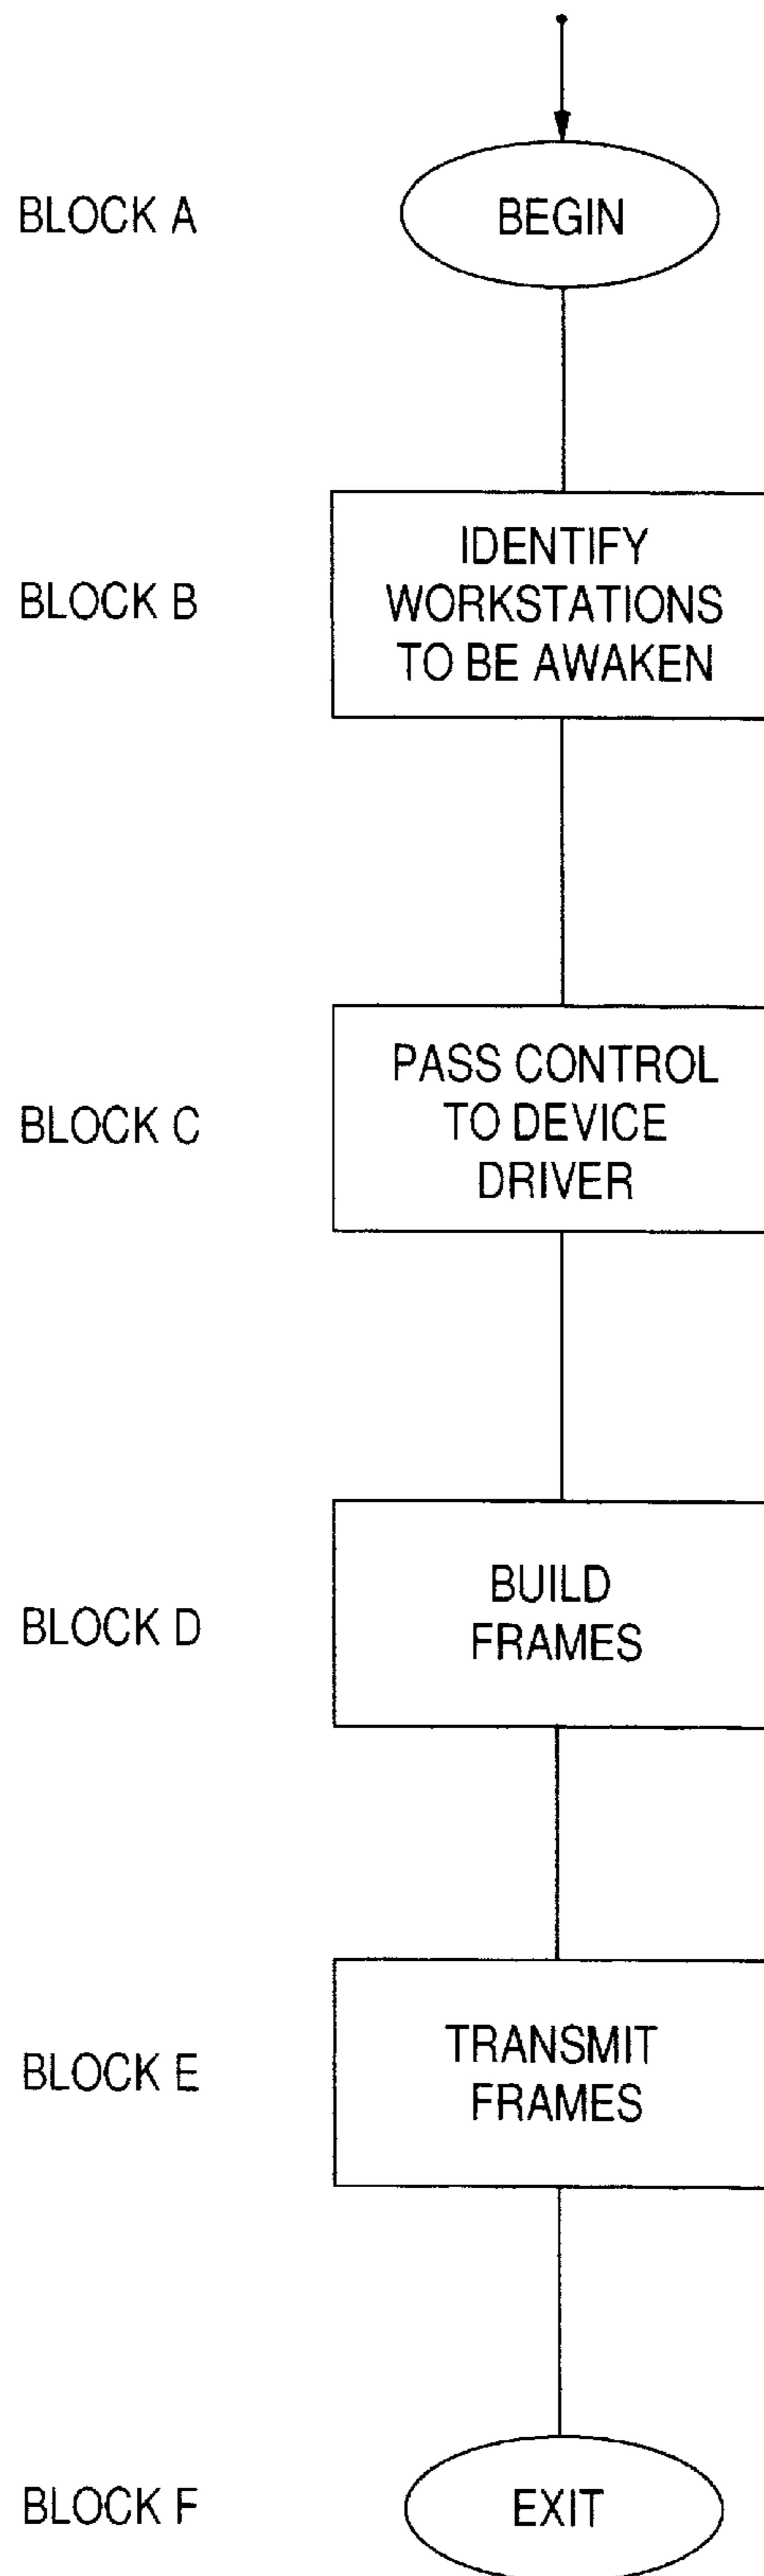 BLOCK A
BEGIN
BLOCK B
IDENTIFY
WORKSTATIONS
TO BE AWAKEN
BLOCK C
PASS CONTROL
TO DEVICE
DRIVER
BLOCK D
BUILD
FRAMES
BLOCK E
TRANSMIT
FRAMES
BLOCK F
EXIT